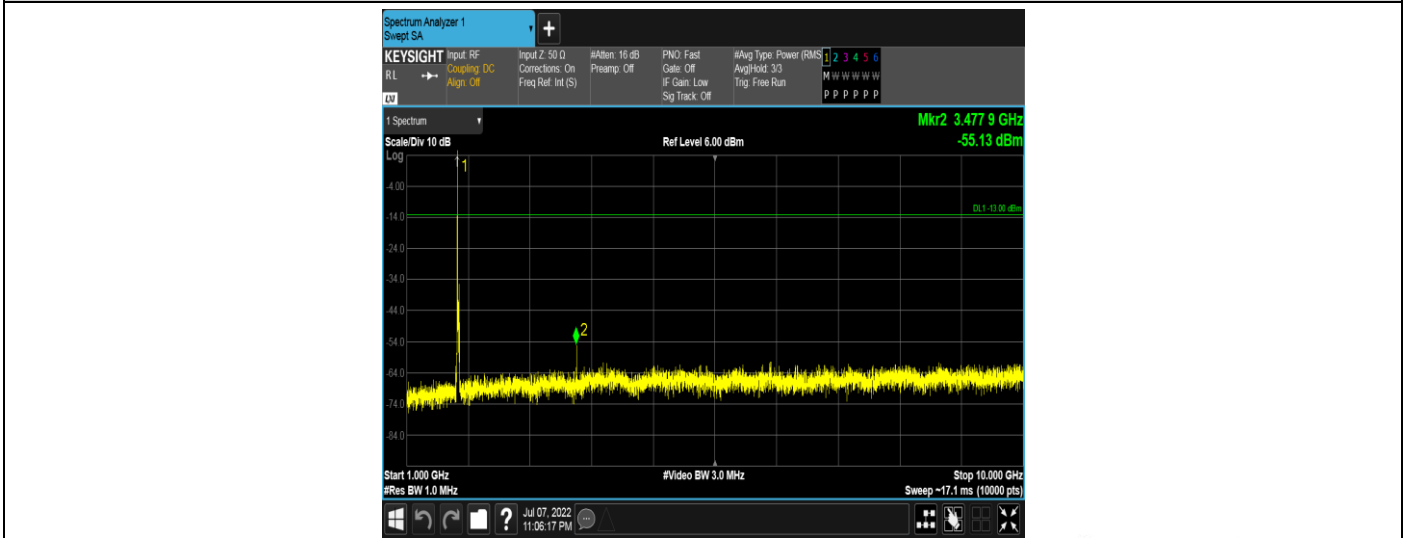 Spectrum Analyzer 1
Swept SA
+
KEYSIGHT
RL
LXI
Input: RF
Coupling: DC
Align: Off
Input Z: 50 Ω
Corrections: On
Freq Ref: Int (S)
#Atten: 16 dB
Preamp: Off
PNO: Fast
Gate: Off
IF Gain: Low
Sig Track: Off
#Avg Type: Power (RMS
Avg|Hold: 3/3
Trig: Free Run
1 2 3 4 5 6
M W W W W W
P P P P P P
1 Spectrum
Scale/Div 10 dB
Ref Level 6.00 dBm
Mkr2 3.477 9 GHz
-55.13 dBm
Log
1
-4.00
DL1 -13.00 dBm
-14.0
-24.0
-34.0
-44.0
2
-54.0
-64.0
-74.0
-84.0
Start 1.000 GHz
#Video BW 3.0 MHz
Stop 10.000 GHz
#Res BW 1.0 MHz
Sweep ~17.1 ms (10000 pts)
?
Jul 07, 2022
11:06:17 PM